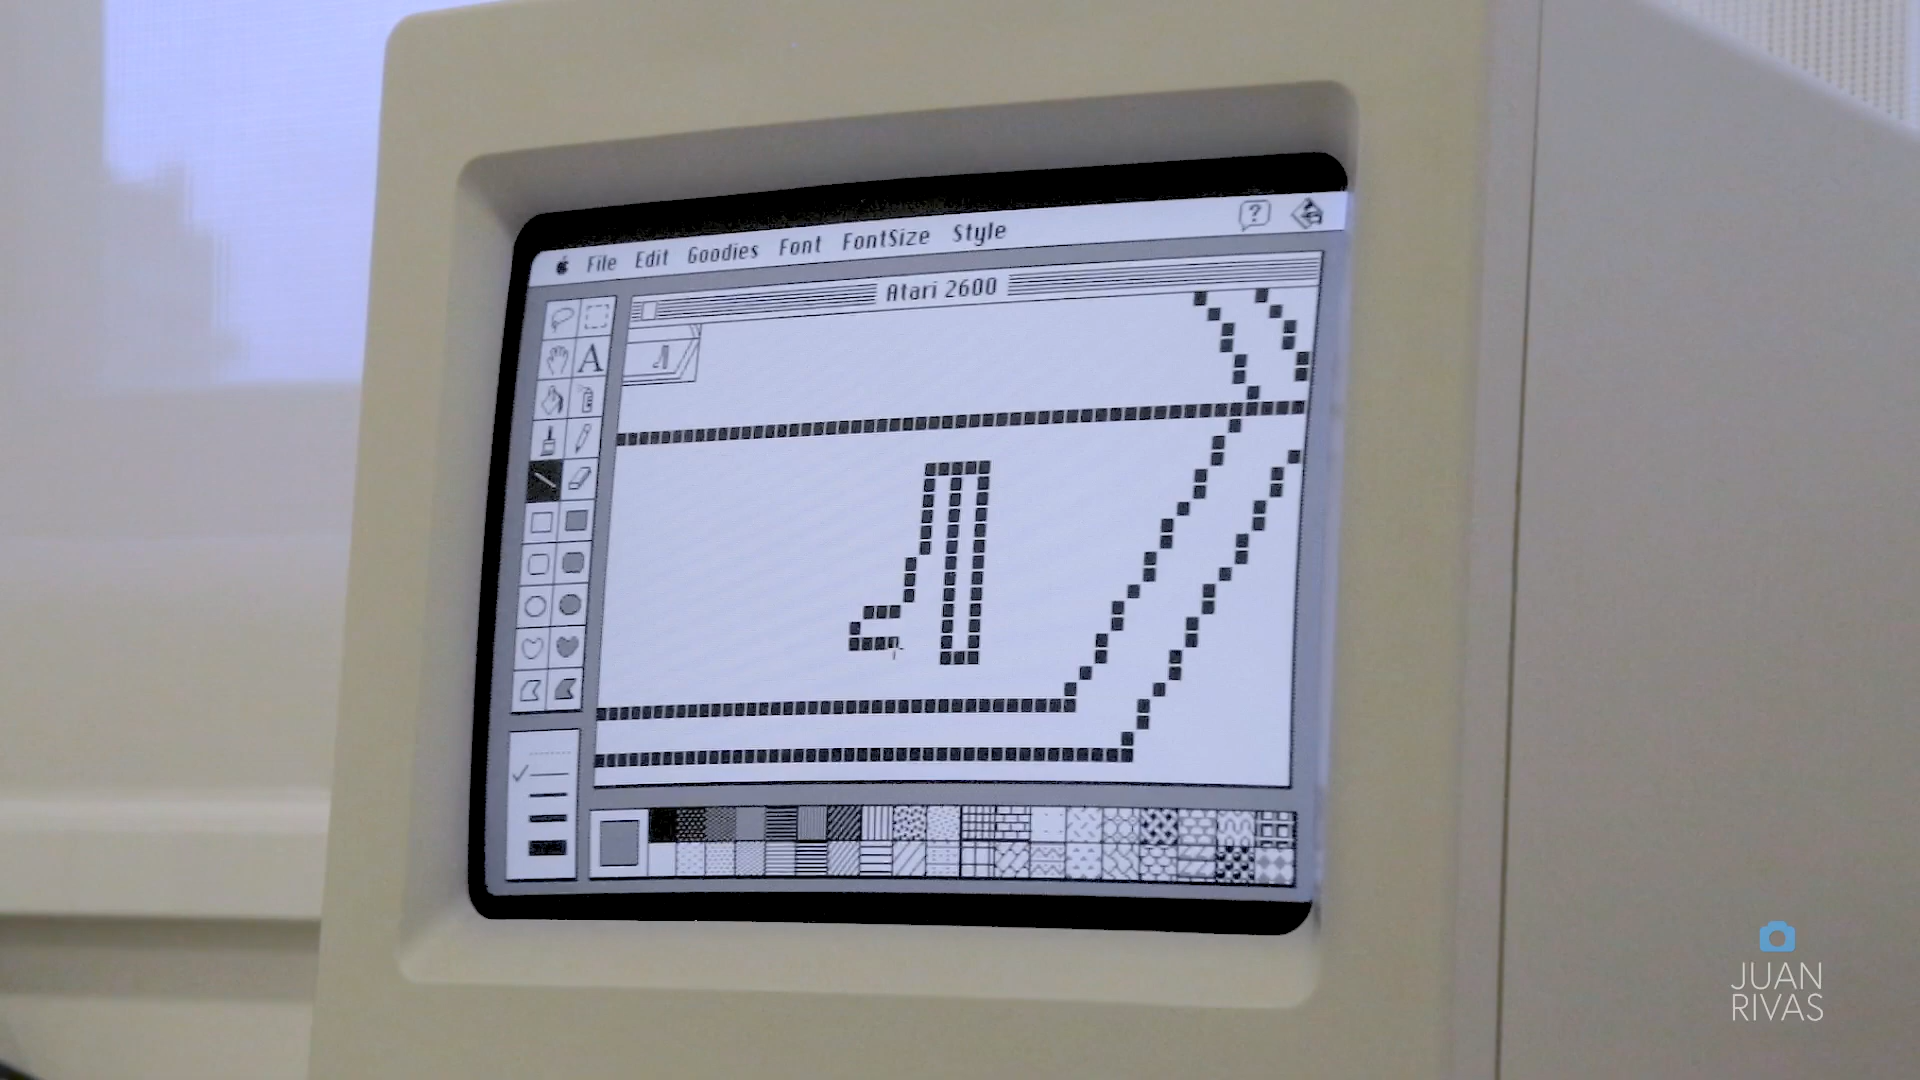 File Edit Goodies Font FontSize Style ?
Atari 2600
A
JUAN
RIVAS